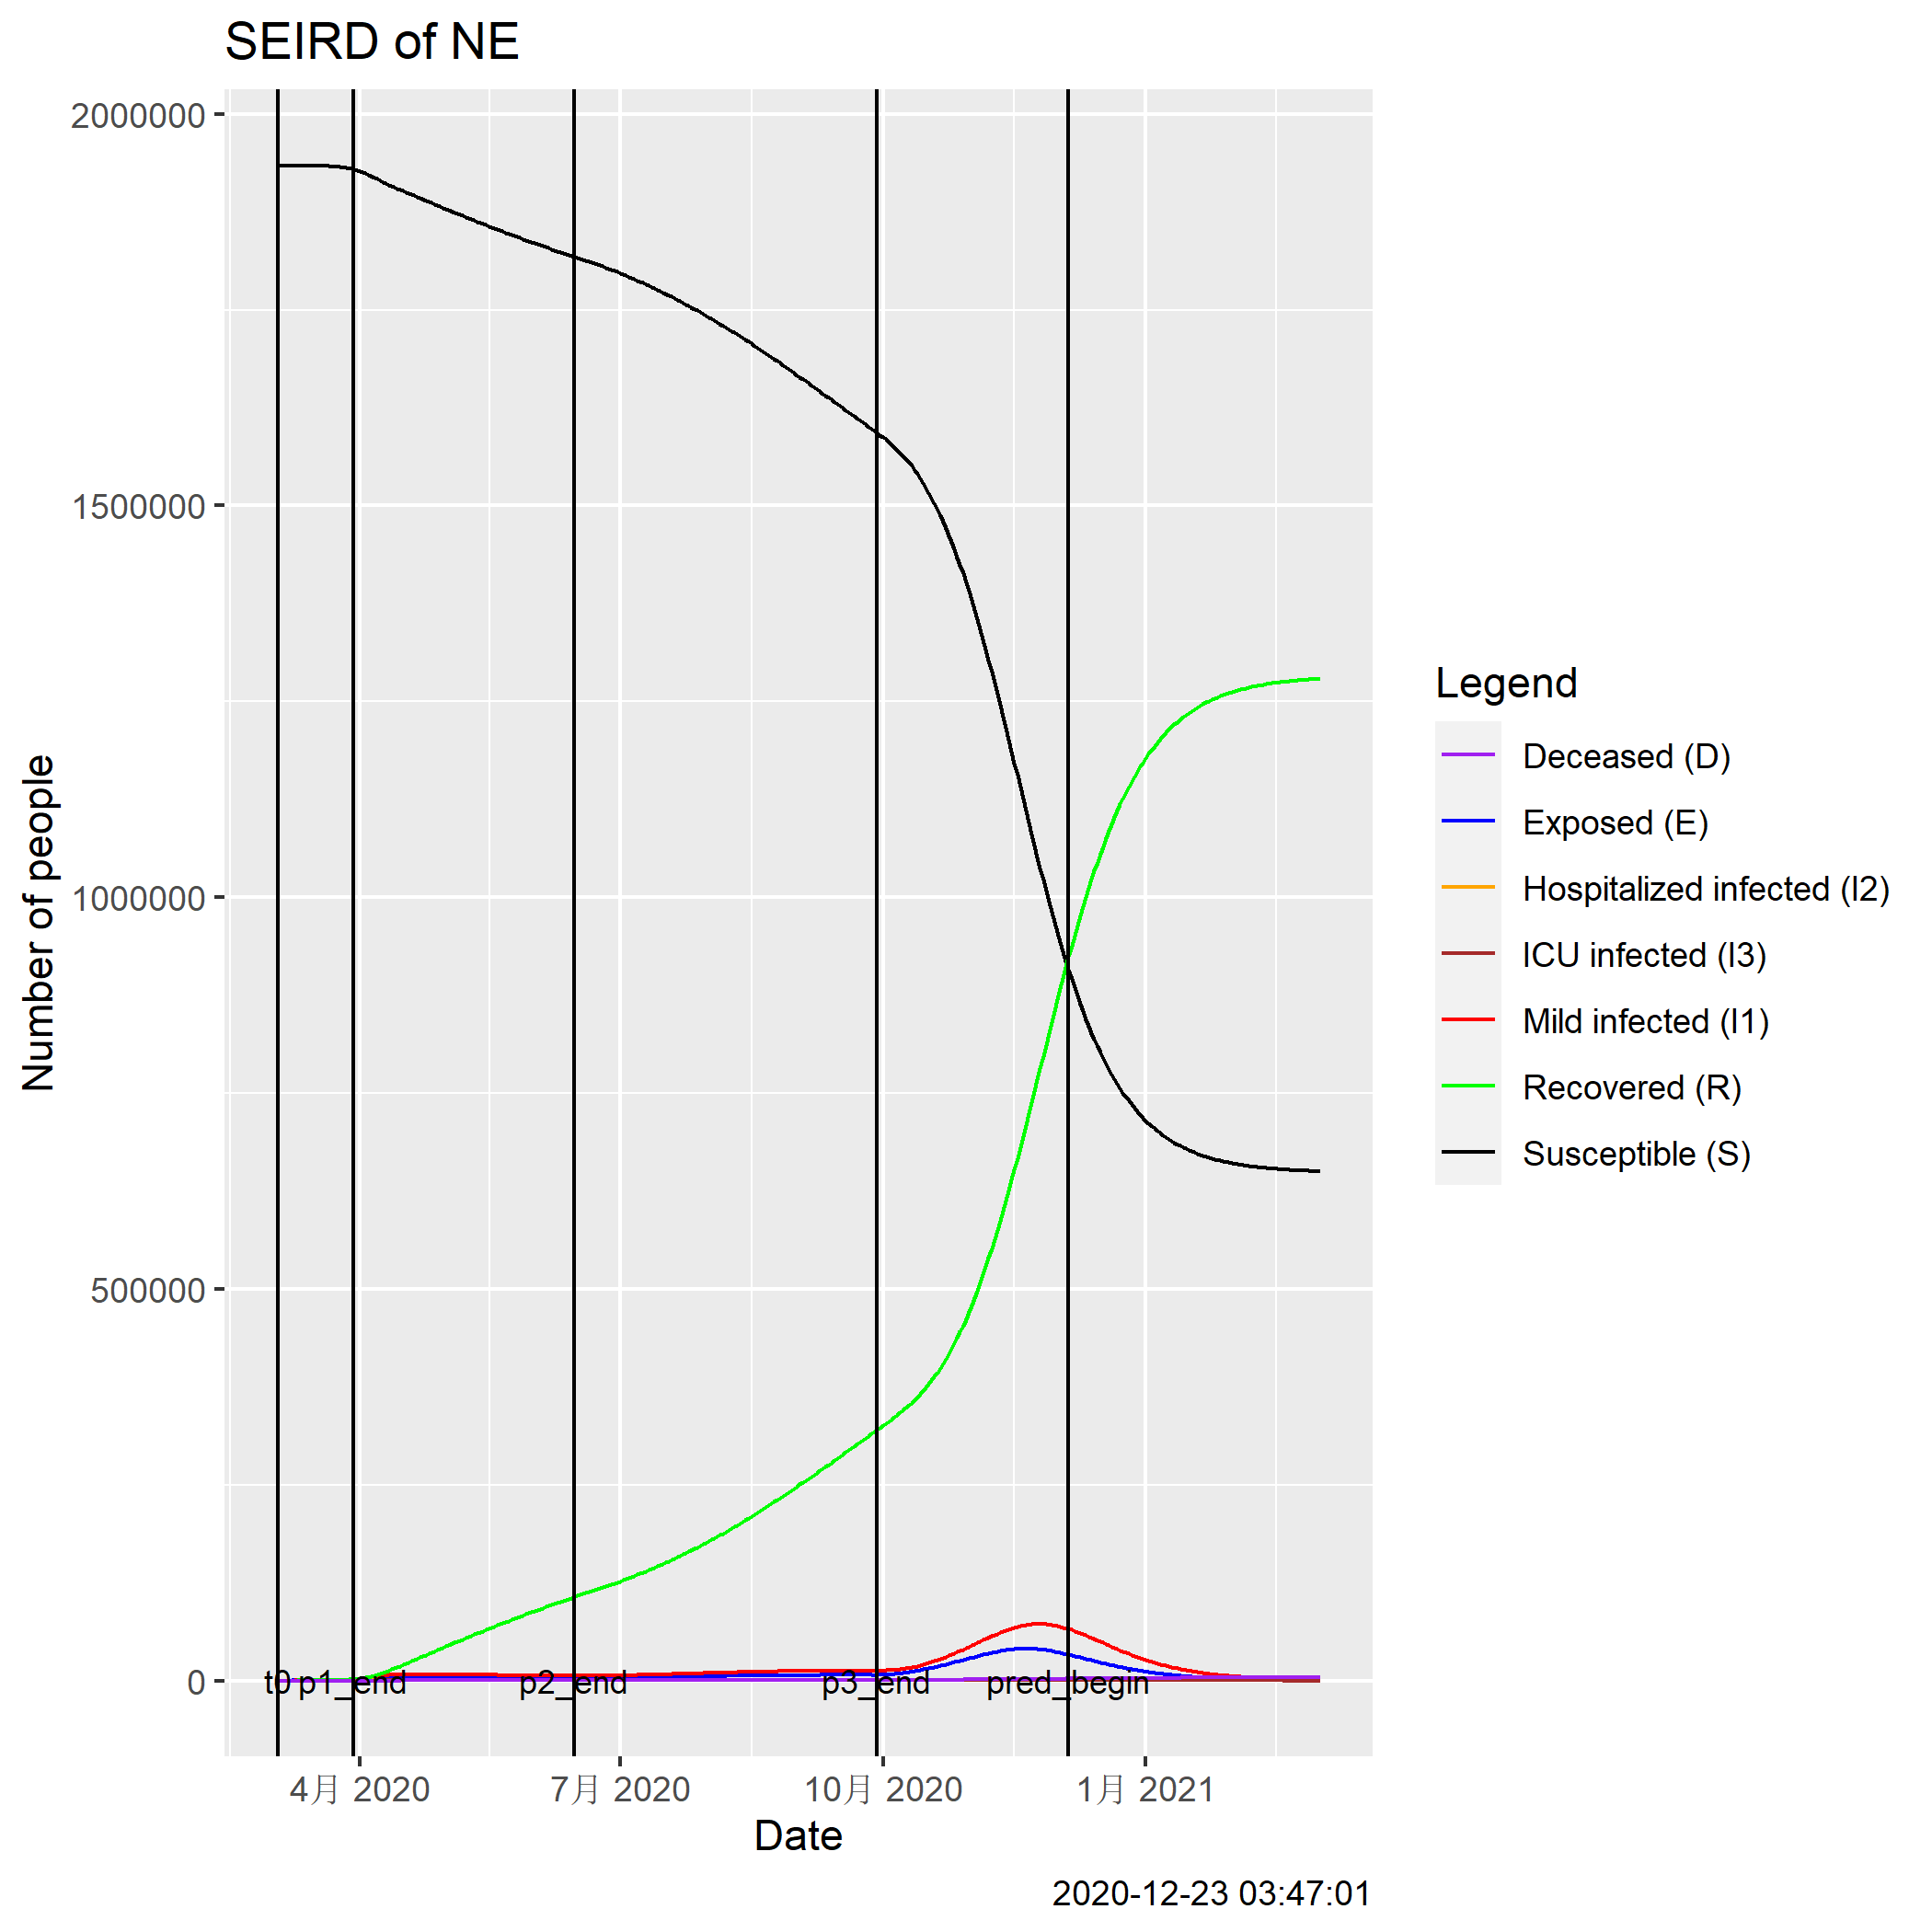 SEIRD of NE
2000000
1500000
1000000
500000
0
Number of people
t0 p1_end p2_end p3_end pred_begin
4月 2020 7月 2020 10月 2020 1月 2021
Date
Legend
Deceased (D)
Exposed (E)
Hospitalized infected (I2)
ICU infected (I3)
Mild infected (I1)
Recovered (R)
Susceptible (S)
2020-12-23 03:47:01